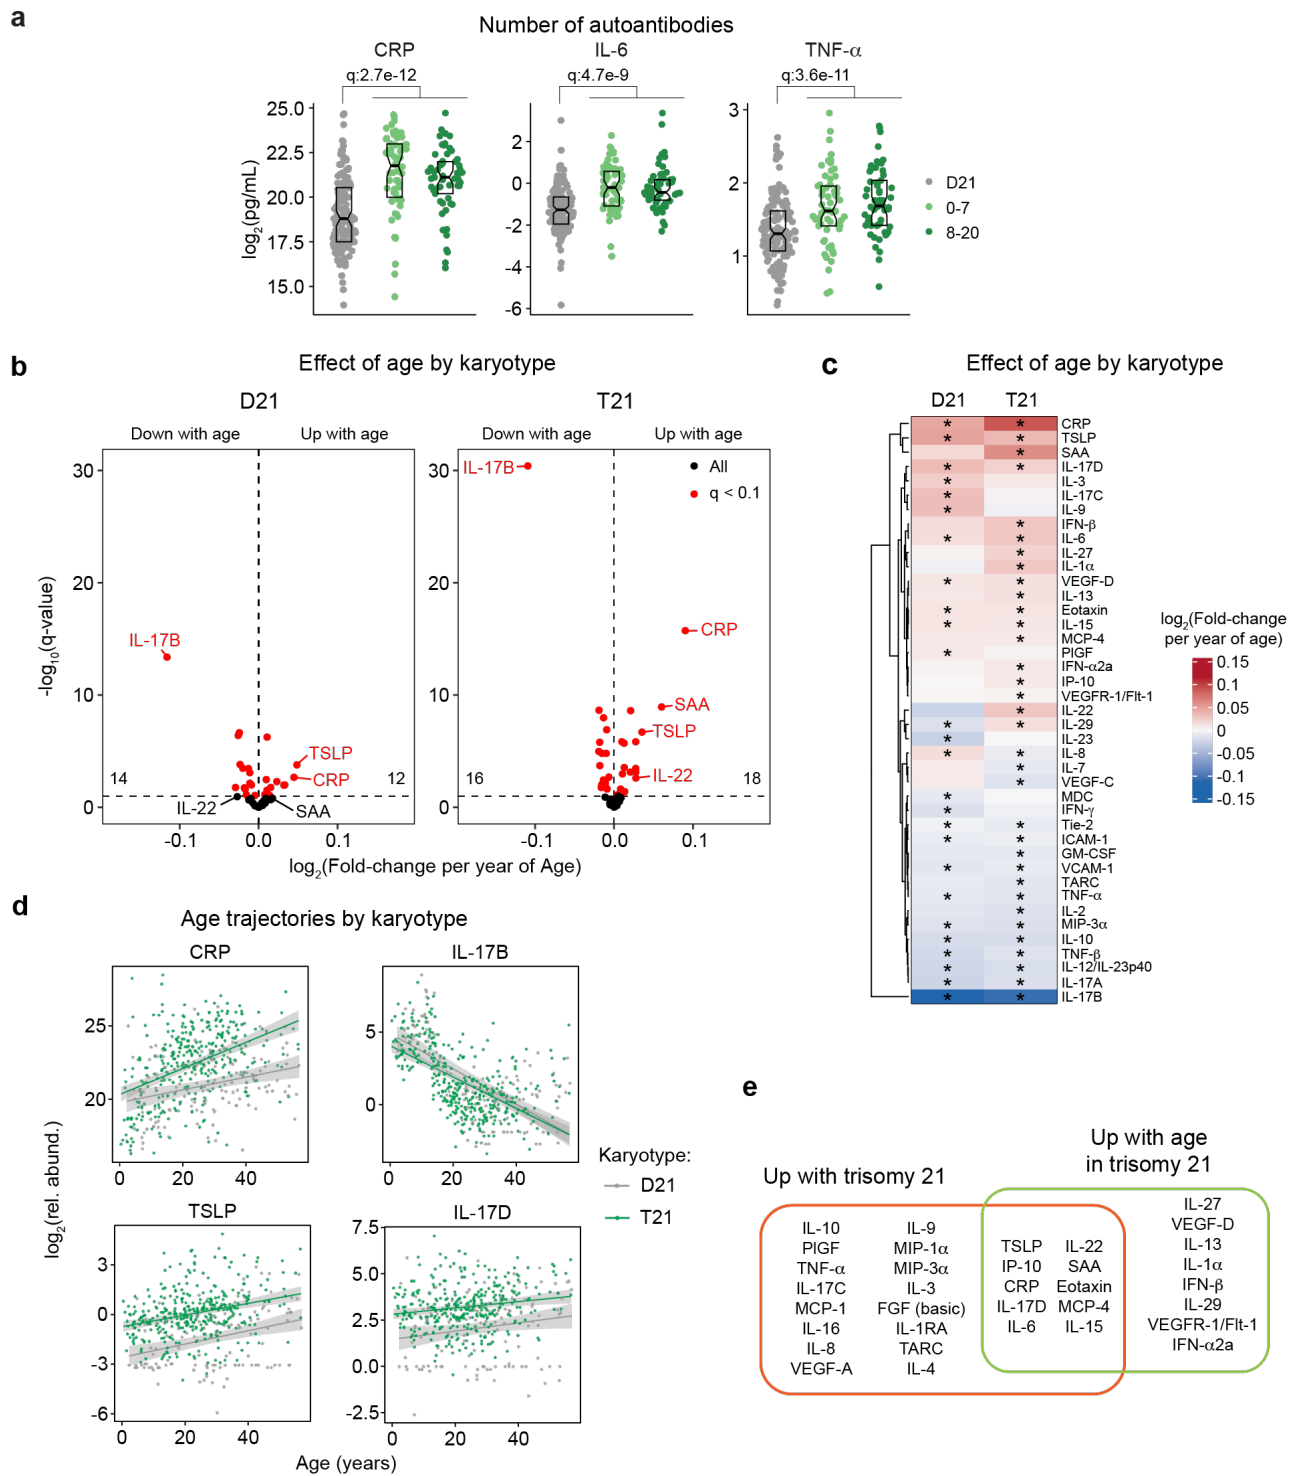 a
Number of autoantibodies
CRP
IL-6
TNF-α
q:2.7e-12
q:4.7e-9
q:3.6e-11
log2(pg/mL)
25.0
22.5
20.0
17.5
15.0
2
0
-2
-4
-6
3
2
1
D21
0-7
8-20
b
Effect of age by karyotype
D21
T21
Down with age
Up with age
Down with age
Up with age
-log10(q-value)
30
20
10
0
IL-17B
TSLP
CRP
14
12
IL-22
SAA
-0.1
0.0
0.1
30
20
10
0
IL-17B
All
q < 0.1
CRP
SAA
TSLP
IL-22
16
18
-0.1
0.0
0.1
log2(Fold-change per year of Age)
c
Effect of age by karyotype
D21
T21
CRP
TSLP
SAA
IL-17D
IL-3
IL-17C
IL-9
IFN-β
IL-6
IL-27
IL-1α
VEGF-D
IL-13
Eotaxin
IL-15
MCP-4
PlGF
IFN-α2a
IP-10
VEGFR-1/Flt-1
IL-22
IL-29
IL-23
IL-8
IL-7
VEGF-C
MDC
IFN-γ
Tie-2
ICAM-1
GM-CSF
VCAM-1
TARC
TNF-α
IL-2
MIP-3α
IL-10
TNF-β
IL-12/IL-23p40
IL-17A
IL-17B
log2(Fold-change
per year of age)
0.15
0.1
0.05
0
-0.05
-0.1
-0.15
d
Age trajectories by karyotype
CRP
IL-17B
25
20
0
20
40
5
0
0
20
40
TSLP
IL-17D
3
0
-3
-6
0
20
40
7.5
5.0
2.5
0.0
-2.5
0
20
40
log2(rel. abund.)
Age (years)
Karyotype:
D21
T21
e
Up with trisomy 21
Up with age
in trisomy 21
IL-10
PlGF
TNF-α
IL-17C
MCP-1
IL-16
IL-8
VEGF-A
IL-9
MIP-1α
MIP-3α
IL-3
FGF (basic)
IL-1RA
TARC
IL-4
TSLP
IP-10
CRP
IL-17D
IL-6
IL-22
SAA
Eotaxin
MCP-4
IL-15
IL-27
VEGF-D
IL-13
IL-1α
IFN-β
IL-29
VEGFR-1/Flt-1
IFN-α2a